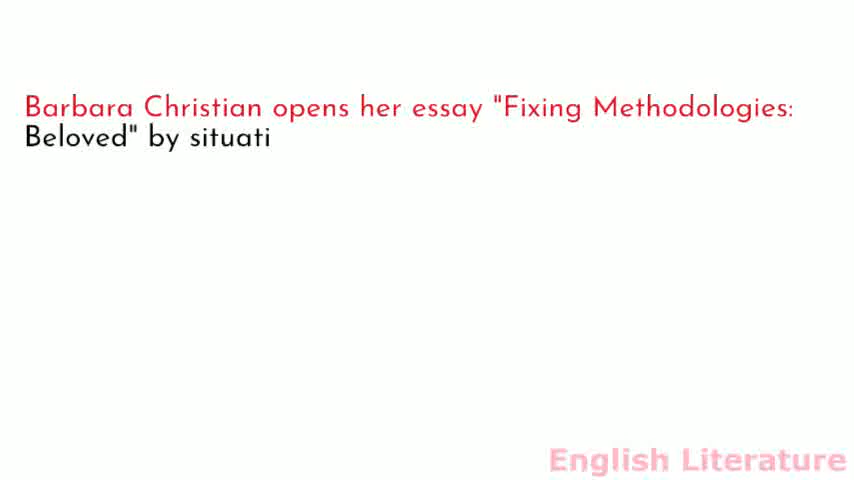 Barbara Christian opens her essay "Fixing Methodologies:
Beloved" by situati
English Literature